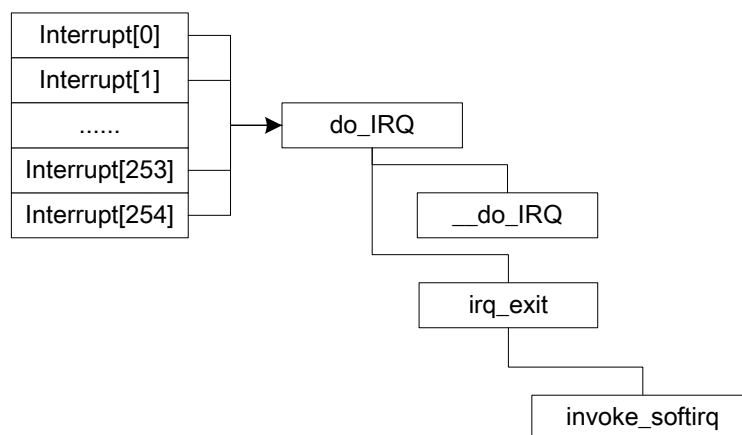 Interrupt[0]
Interrupt[1]
......
Interrupt[253]
Interrupt[254]
do_IRQ
__do_IRQ
irq_exit
invoke_softirq